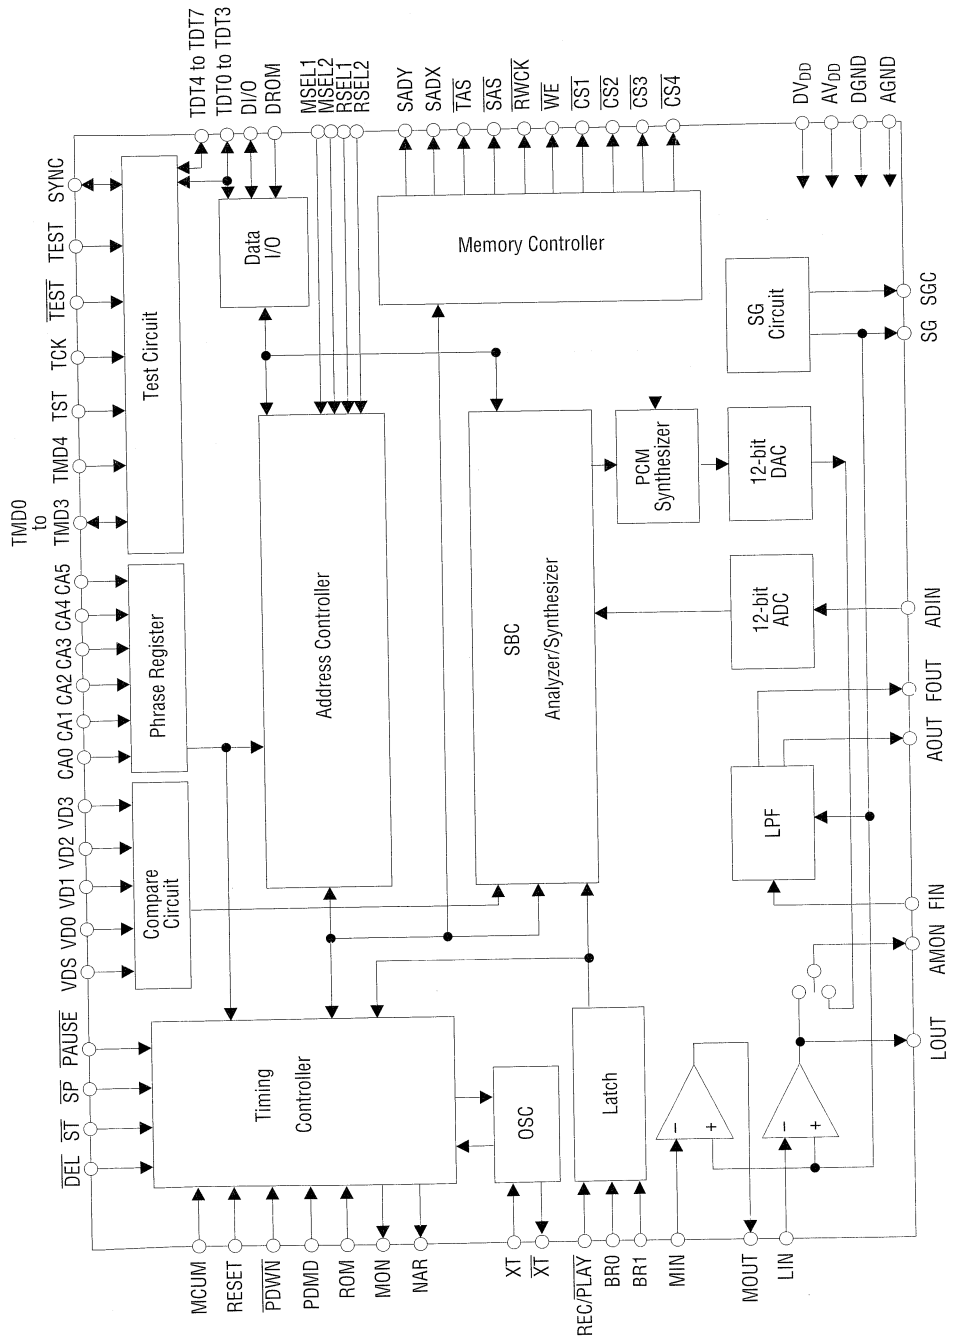 TDT4 to TDT7
TDT0 to TDT3
DI/O
DROM
MSEL1
MSEL2
RSEL1
RSEL2
SADY
SADX
TAS
SAS
RWCK
WE
CS1
CS2
CS3
CS4
DVDD
AVDD
DGND
AGND
SYNC
TEST
TEST
TCK
TST
TMD4
TMD0
to
TMD3
CA5
CA4
CA3
CA2
CA1
CA0
VD3
VD2
VD1
VD0
VDS
PAUSE
SP
ST
DEL
Test Circuit
Data
I/O
Memory Controller
SG
Circuit
SGC
SG
Phrase Register
Address Controller
SBC
Analyzer/Synthesizer
PCM
Synthesizer
12-bit
DAC
12-bit
ADC
ADIN
FOUT
AOUT
LPF
FIN
AMON
LOUT
Compare
Circuit
Timing
Controller
OSC
Latch
−
+
−
+
MCUM
RESET
PDWN
PDMD
ROM
MON
NAR
XT
XT
REC/PLAY
BR0
BR1
MIN
MOUT
LIN